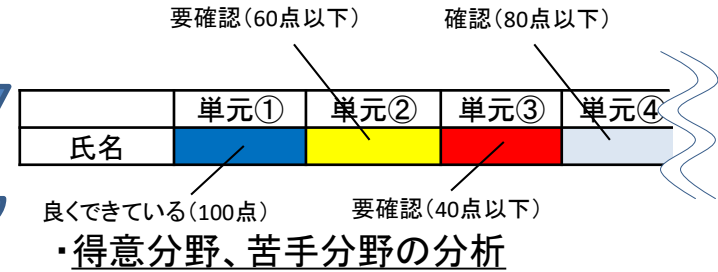 要確認（60点以下）　確認（80点以下）
単元①　単元②　単元③　単元④
氏名
良くできている（100点）　要確認（40点以下）
・得意分野、苦手分野の分析